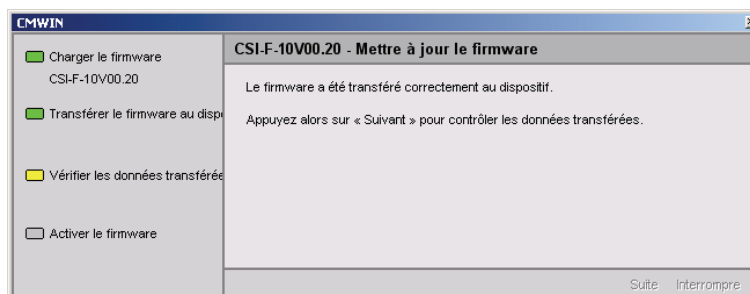 CMWIN
Charger le firmware
CSI-F-10V00.20
Transférer le firmware au dispo
Vérifier les données transférée
Activer le firmware
CSI-F-10V00.20 - Mettre à jour le firmware
Le firmware a été transféré correctement au dispositif.
Appuyez alors sur « Suivant » pour contrôler les données transférées.
Suite Interrompre